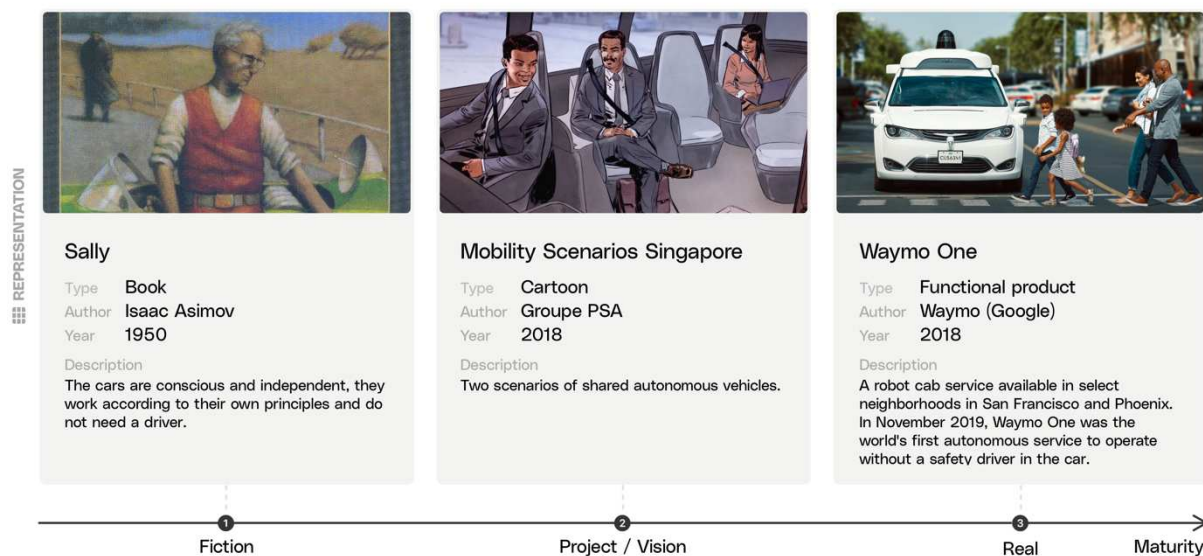 REPRESENTATION
Sally
Type Book
Author Isaac Asimov
Year 1950
Description
The cars are conscious and independent, they
work according to their own principles and do
not need a driver.
Mobility Scenarios Singapore
Type Cartoon
Author Groupe PSA
Year 2018
Description
Two scenarios of shared autonomous vehicles.
Waymo One
Type Functional product
Author Waymo (Google)
Year 2018
Description
A robot cab service available in select
neighborhoods in San Francisco and Phoenix.
In November 2019, Waymo One was the
world's first autonomous service to operate
without a safety driver in the car.
1
2
3
Fiction
Project / Vision
Real
Maturity